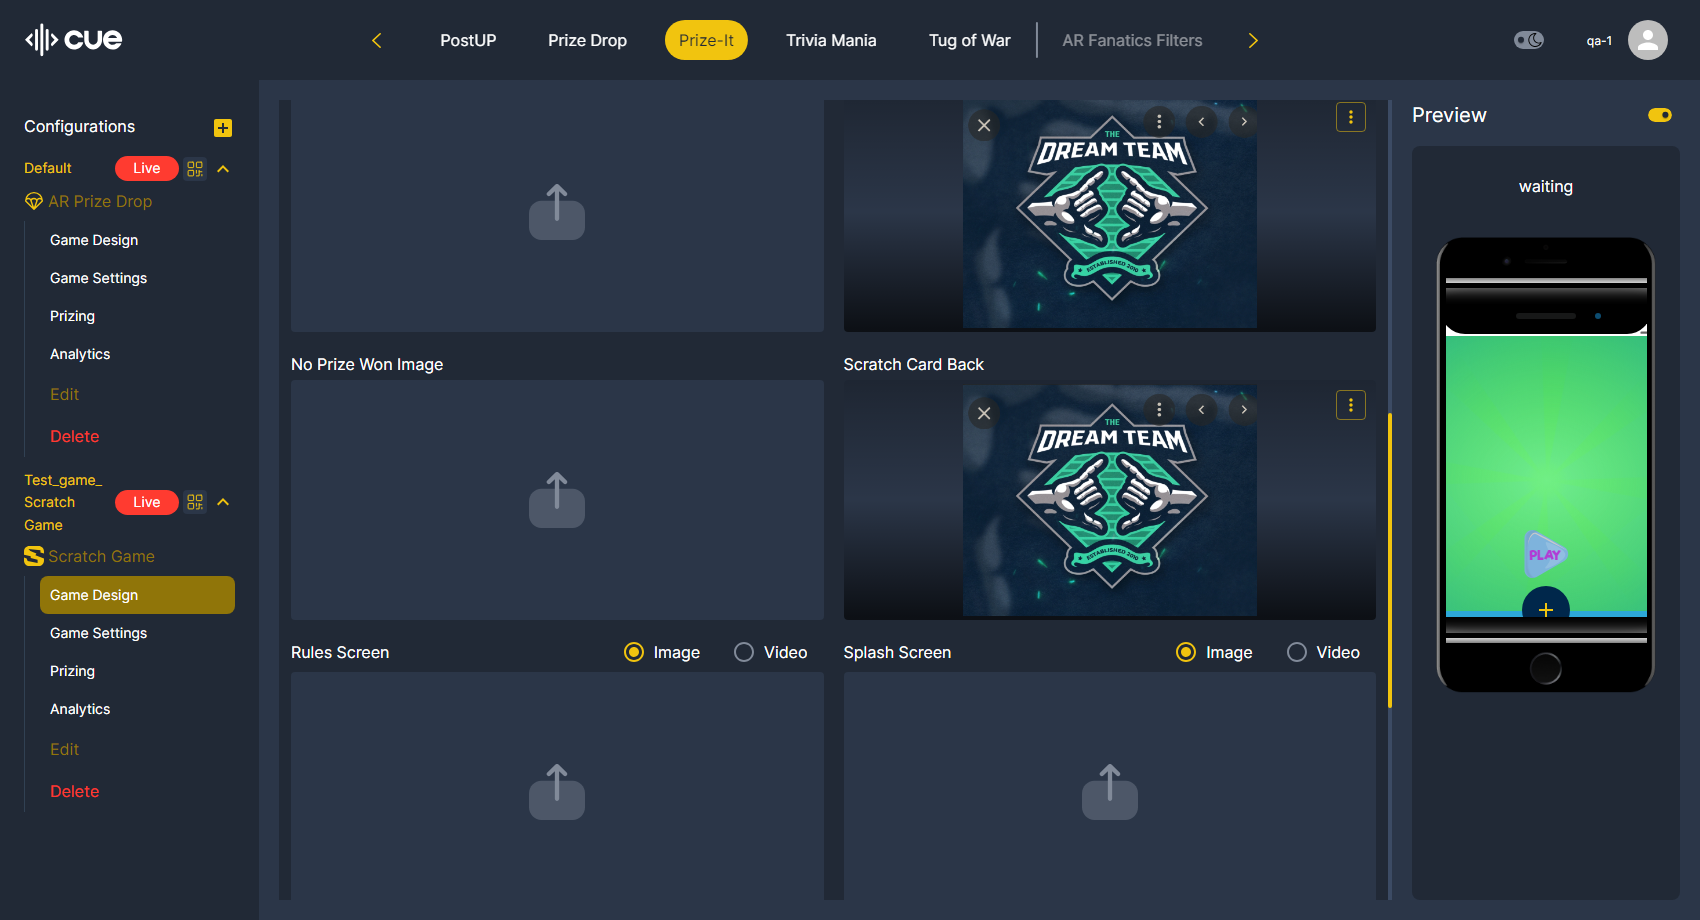 cue
PostUP
Prize Drop
Prize-It
Trivia Mania
Tug of War
AR Fanatics Filters
qa-1
Configurations
Default
Live
AR Prize Drop
Game Design
Game Settings
Prizing
Analytics
Edit
Delete
Test_game_
Scratch
Game
Live
Scratch Game
Game Design
Game Settings
Prizing
Analytics
Edit
Delete
THE
DREAM TEAM
ESTABLISHED 2010
No Prize Won Image
Scratch Card Back
THE
DREAM TEAM
ESTABLISHED 2010
Rules Screen
Image
Video
Splash Screen
Image
Video
Preview
waiting
PLAY